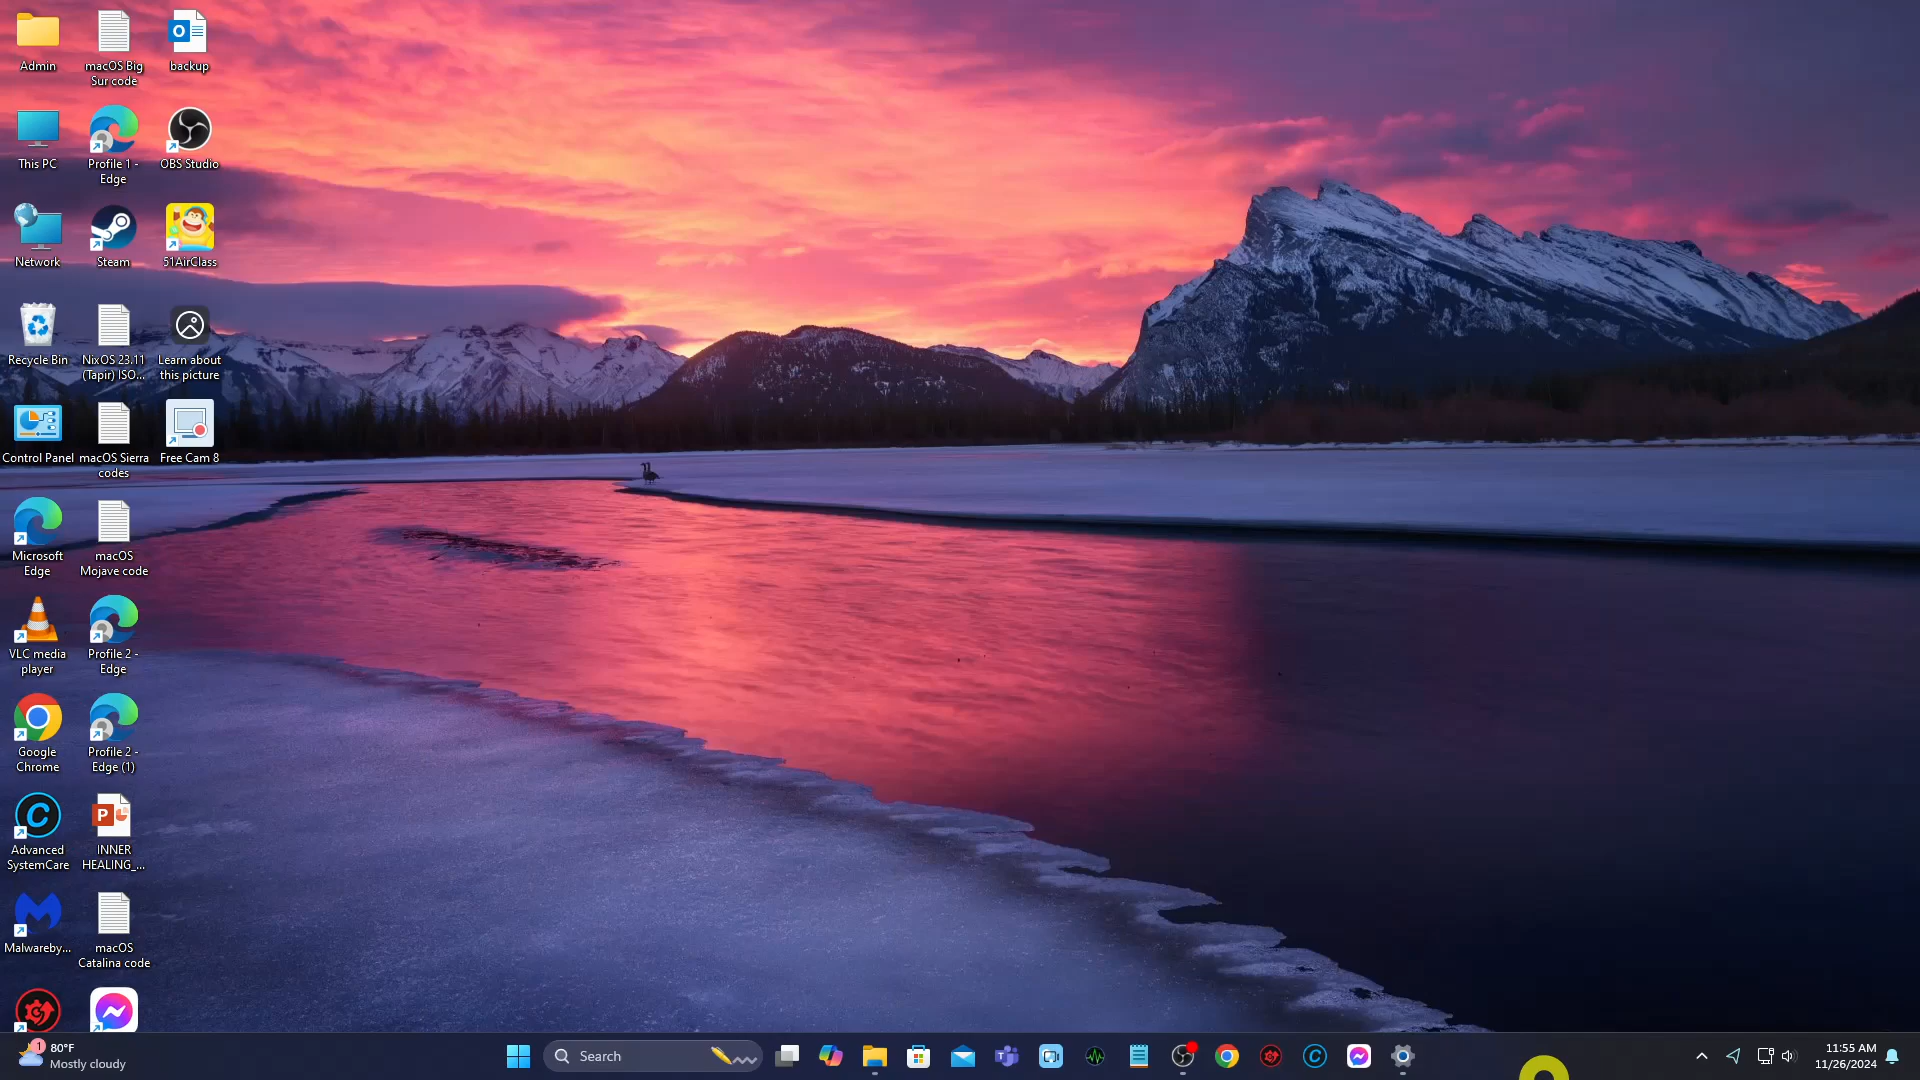 Admin
macOS Big
Sur code
backup
This PC
Profile 1 -
Edge
OBS Studio
Network
Steam
51AirClass
Recycle Bin
NixOS 23.11
(Tapir) ISO...
Learn about
this picture
Control Panel
macOS Sierra
codes
Free Cam 8
Microsoft
Edge
macOS
Mojave code
VLC media
player
Profile 2 -
Edge
Google
Chrome
Profile 2 -
Edge (1)
Advanced
SystemCare
INNER
HEALING_...
Malwareby...
macOS
Catalina code
1
80°F
Mostly cloudy
Search
11:55 AM
11/26/2024